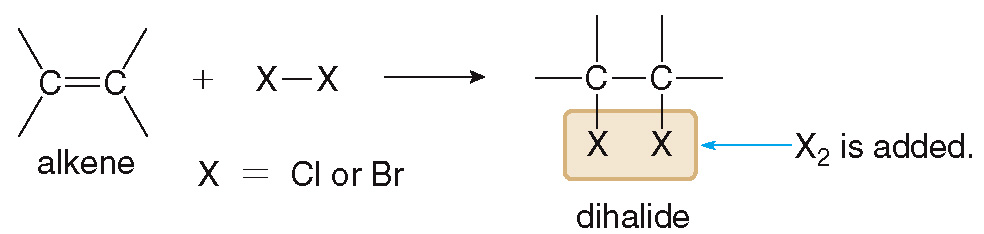 C=C + X—X → —C—C—
X X
X₂ is added.
alkene
X = Cl or Br
dihalide